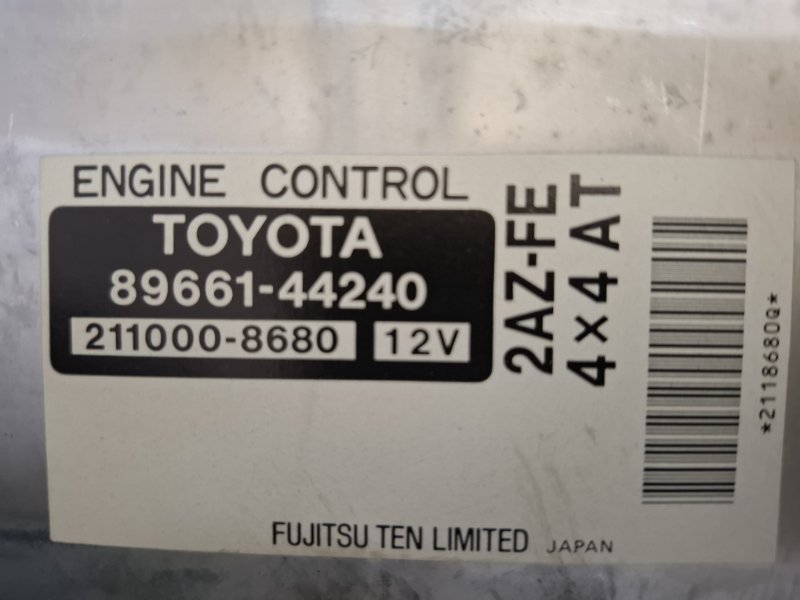 ENGINE CONTROL
TOYOTA
89661-44240
211000-8680 12V
2AZ-FE
4×4 AT
*2118680Q*
FUJITSU TEN LIMITED JAPAN